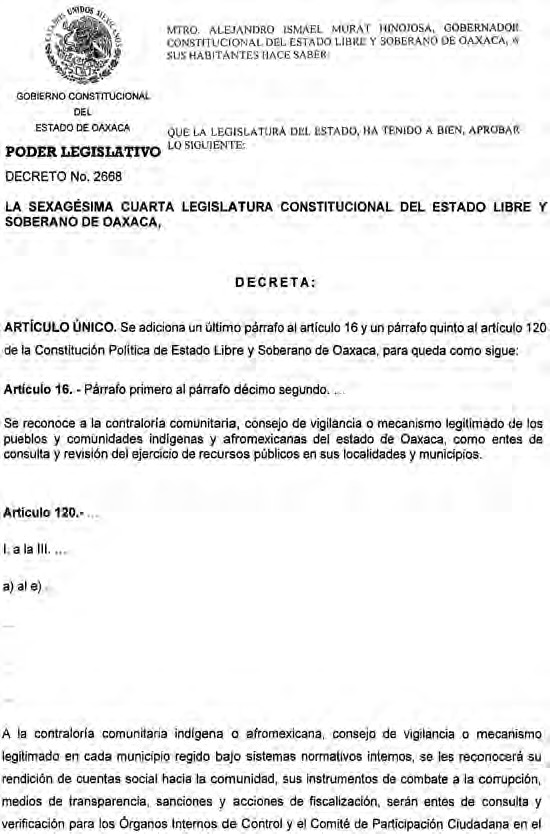 ESTADOS UNIDOS MEXICANOS
MTRO. ALEJANDRO ISMAEL MURAT HINOJOSA, GOBERNADOR
CONSTITUCIONAL DEL ESTADO LIBRE Y SOBERANO DE OAXACA, A
SUS HABITANTES HACE SABER:
GOBIERNO CONSTITUCIONAL
DEL
ESTADO DE OAXACA
PODER LEGISLATIVO
QUE LA LEGISLATURA DEL ESTADO, HA TENIDO A BIEN, APROBAR
LO SIGUIENTE:
DECRETO No. 2668
LA SEXAGÉSIMA CUARTA LEGISLATURA CONSTITUCIONAL DEL ESTADO LIBRE Y
SOBERANO DE OAXACA,
DECRETA:
ARTÍCULO ÚNICO. Se adiciona un último párrafo al artículo 16 y un párrafo quinto al artículo 120
de la Constitución Política de Estado Libre y Soberano de Oaxaca, para queda como sigue:
Artículo 16. - Párrafo primero al párrafo décimo segundo. ...
Se reconoce a la contraloría comunitaria, consejo de vigilancia o mecanismo legitimado de los
pueblos y comunidades indígenas y afromexicanas del estado de Oaxaca, como entes de
consulta y revisión del ejercicio de recursos públicos en sus localidades y municipios.
Artículo 120.- ...
I. a la III. ...
a) al e) .
...
...
...
A la contraloría comunitaria indígena o afromexicana, consejo de vigilancia o mecanismo
legitimado en cada municipio regido bajo sistemas normativos internos, se les reconocerá su
rendición de cuentas social hacia la comunidad, sus instrumentos de combate a la corrupción,
medios de transparencia, sanciones y acciones de fiscalización, serán entes de consulta y
verificación para los Órganos Internos de Control y el Comité de Participación Ciudadana en el